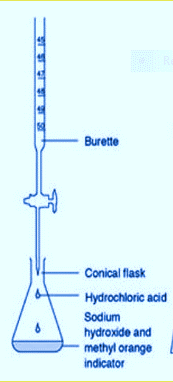 45
46
47
48
49
50
Burette
Conical flask
Hydrochloric acid
Sodium
hydroxide and
methyl orange
indicator